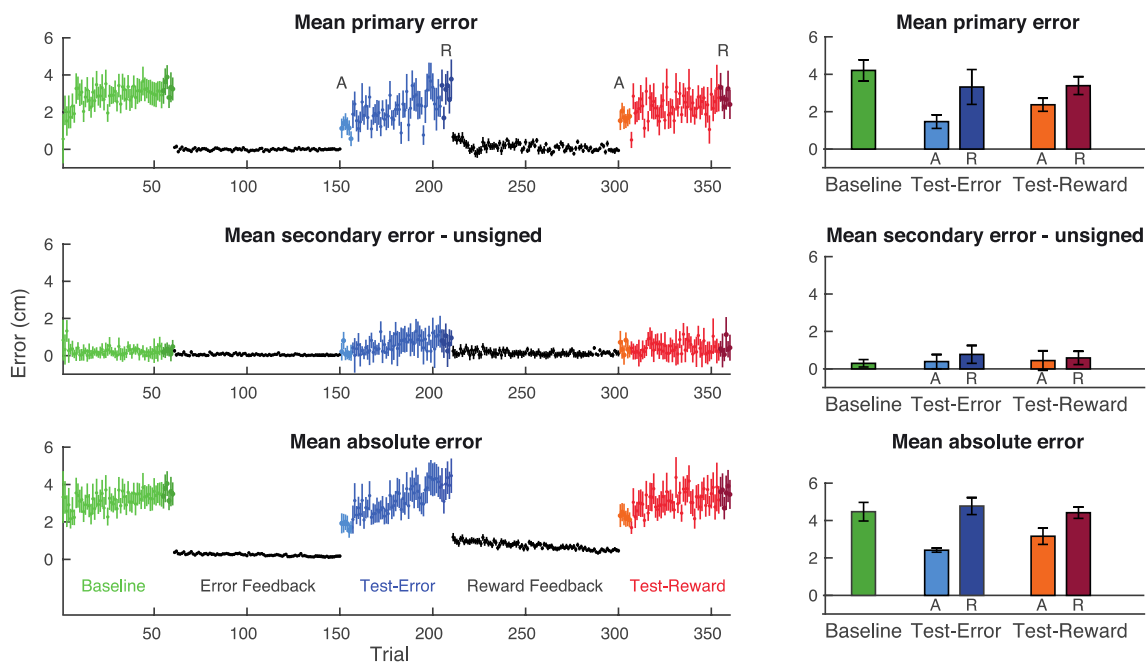 Mean primary error
6
4
2
0
A
R
A
R
50
100
150
200
250
300
350
Mean primary error
6
4
2
0
A
R
A
R
Baseline
Test-Error
Test-Reward
Mean secondary error - unsigned
Error (cm)
6
4
2
0
50
100
150
200
250
300
350
Mean secondary error - unsigned
6
4
2
0
A
R
A
R
Baseline
Test-Error
Test-Reward
Mean absolute error
6
4
2
0
Baseline
Error Feedback
Test-Error
Reward Feedback
Test-Reward
50
100
150
200
250
300
350
Trial
Mean absolute error
6
4
2
0
A
R
A
R
Baseline
Test-Error
Test-Reward